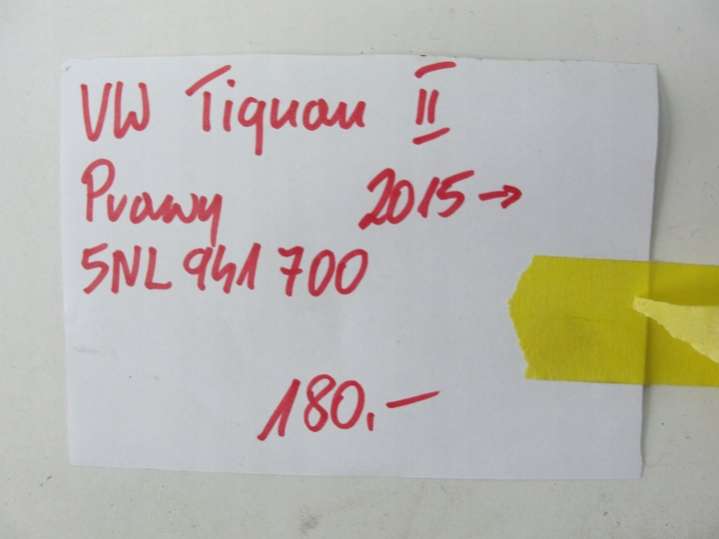 VW Tiguan II
Prawy 2015→
5NL 941 700
180.-